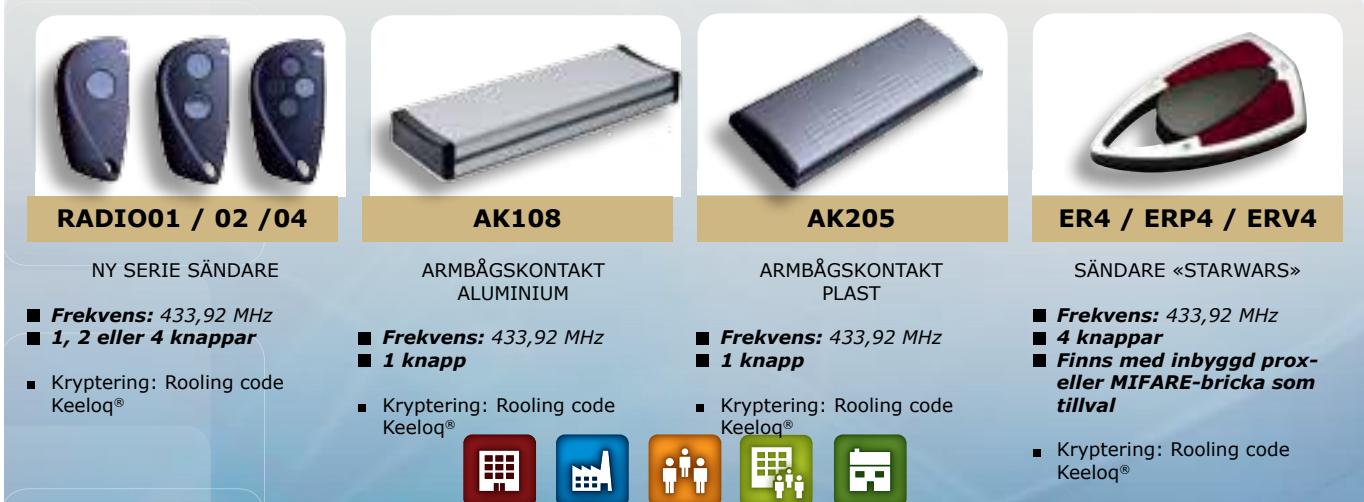 RADIO01 / 02 /04
NY SERIE SÄNDARE
■ Frekvens: 433,92 MHz
■ 1, 2 eller 4 knappar
▪ Kryptering: Rooling code
Keeloq®
AK108
ARMBÅGSKONTAKT
ALUMINIUM
■ Frekvens: 433,92 MHz
■ 1 knapp
▪ Kryptering: Rooling code
Keeloq®
AK205
ARMBÅGSKONTAKT
PLAST
■ Frekvens: 433,92 MHz
■ 1 knapp
▪ Kryptering: Rooling code
Keeloq®
ER4 / ERP4 / ERV4
SÄNDARE «STARWARS»
■ Frekvens: 433,92 MHz
■ 4 knappar
■ Finns med inbyggd prox-
eller MIFARE-bricka som
tillval
▪ Kryptering: Rooling code
Keeloq®